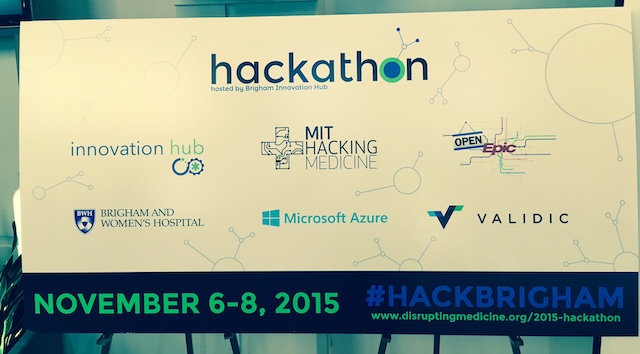 hackathon
hosted by Brigham Innovation Hub
innovation hub
MIT
HACKING
MEDICINE
OPEN
Epic
BWH
BRIGHAM AND
WOMEN'S HOSPITAL
Microsoft Azure
VALIDIC
NOVEMBER 6-8, 2015
#HACKBRIGHAM
www.disruptingmedicine.org/2015-hackathon